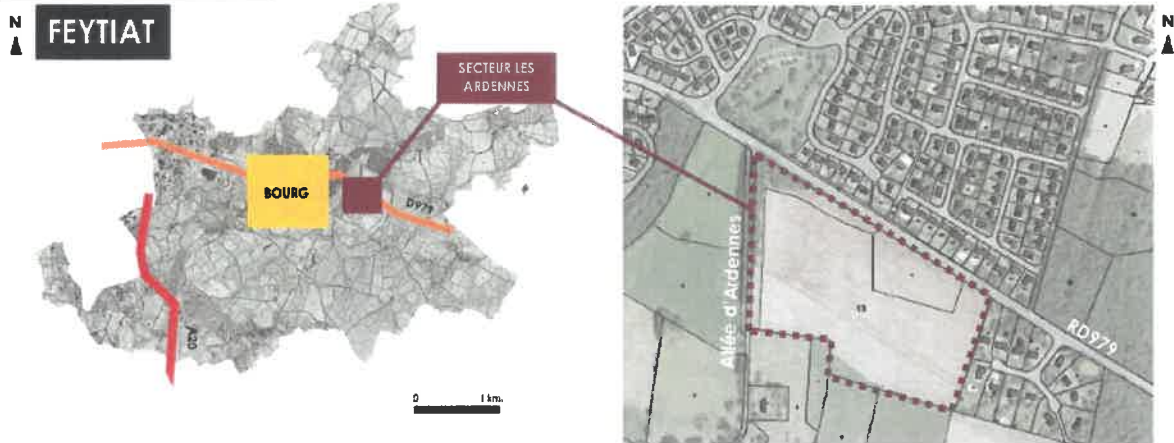 N
FEYTIAT
SECTEUR LES
ARDENNES
BOURG
D979
A20
0 1 km.
N
Allée d'Ardennes
RD979